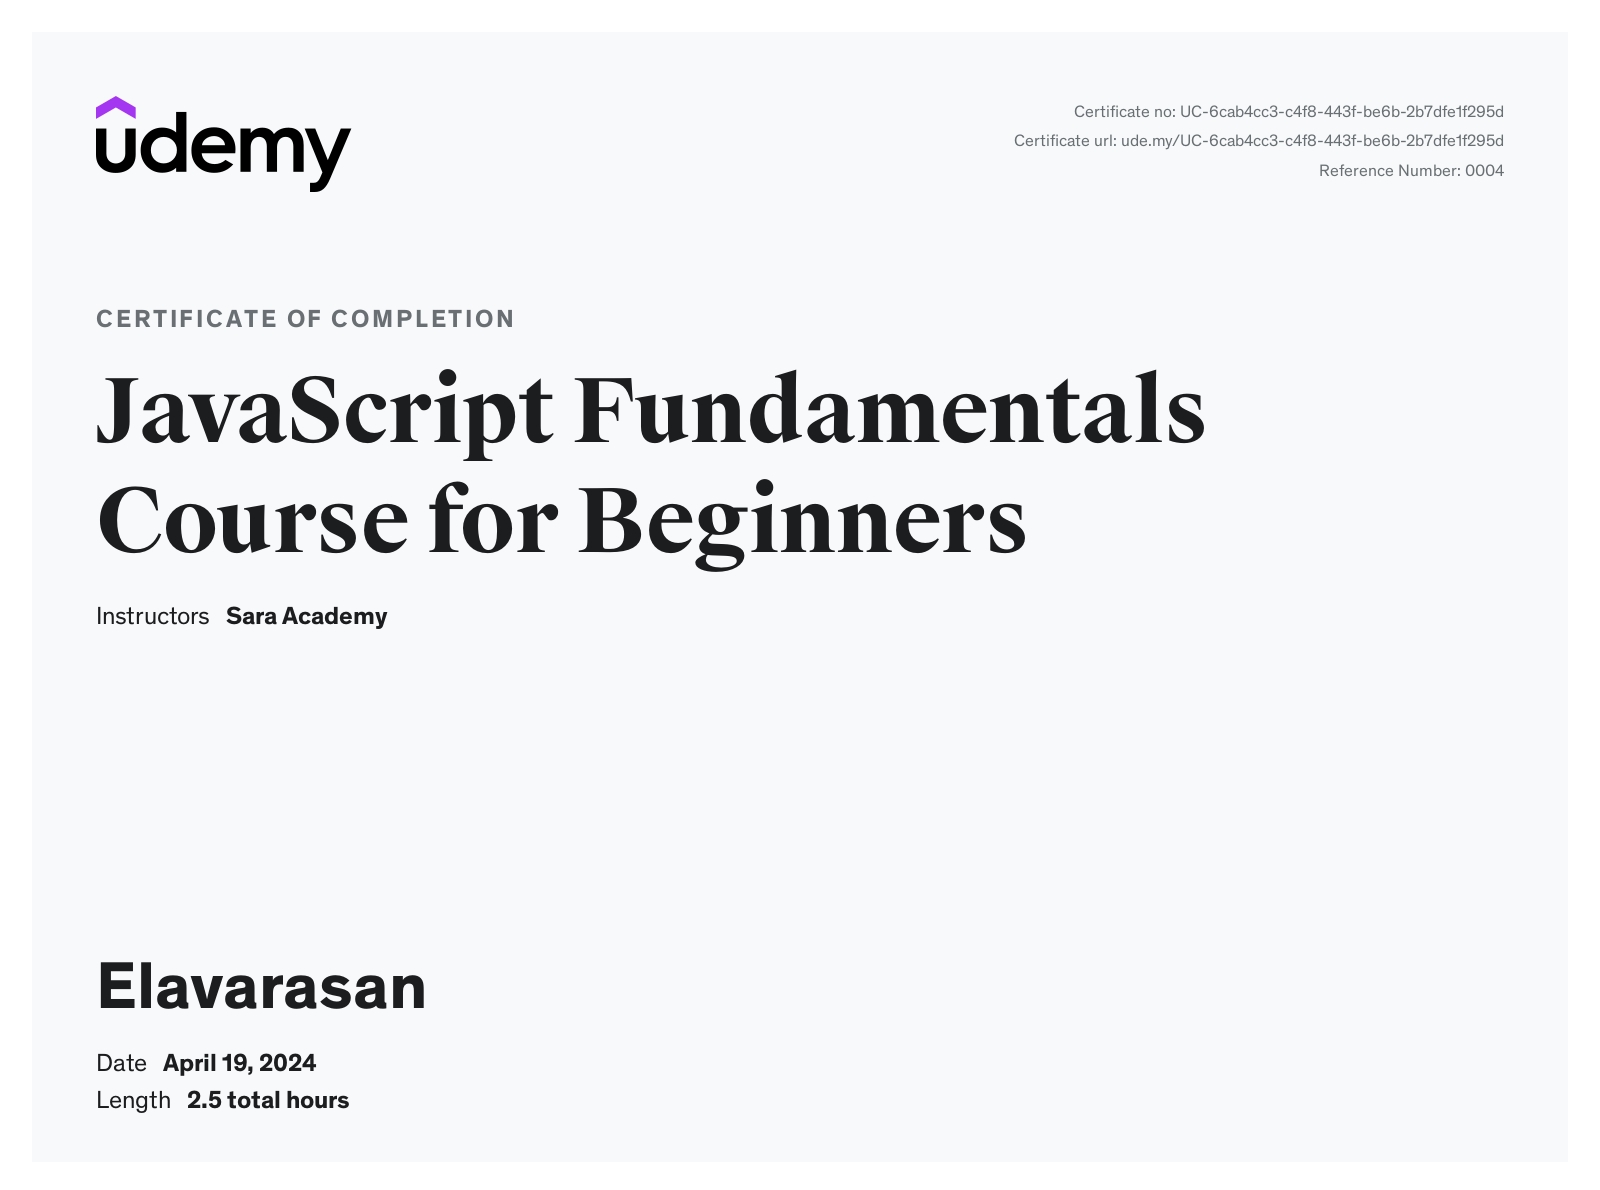 udemy
Certificate no: UC-6cab4cc3-c4f8-443f-be6b-2b7dfe1f295d
Certificate url: ude.my/UC-6cab4cc3-c4f8-443f-be6b-2b7dfe1f295d
Reference Number: 0004
CERTIFICATE OF COMPLETION
JavaScript Fundamentals
Course for Beginners
Instructors Sara Academy
Elavarasan
Date April 19, 2024
Length 2.5 total hours